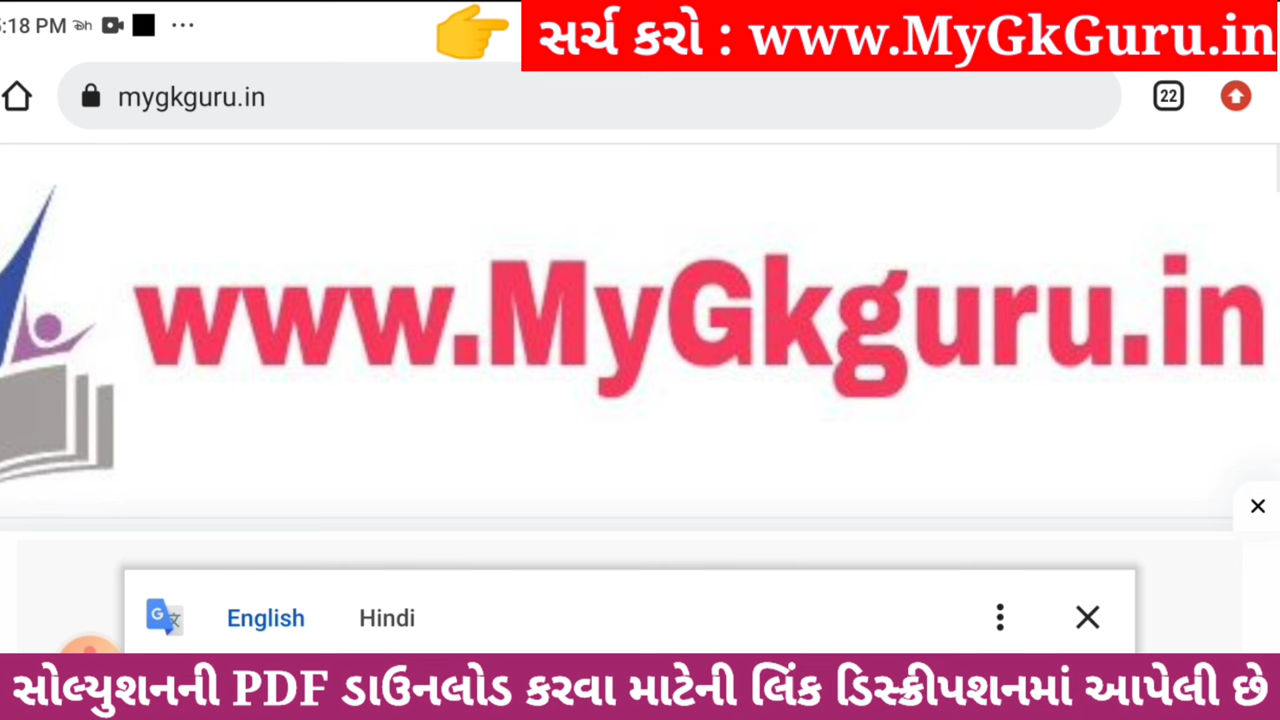 :18 PM
સર્ચ કરો : www.MyGkGuru.in
mygkguru.in
22
www.MyGkguru.in
English Hindi
સોલ્યુશનની PDF ડાઉનલોડ કરવા માટેની લિંક ડિસ્ક્રીપશનમાં આપેલી છે